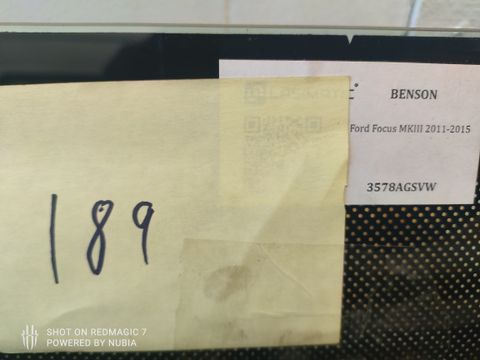 BENSON
Ford Focus MKIII 2011-2015
3578AGSVW
189
SHOT ON REDMAGIC 7
POWERED BY NUBIA